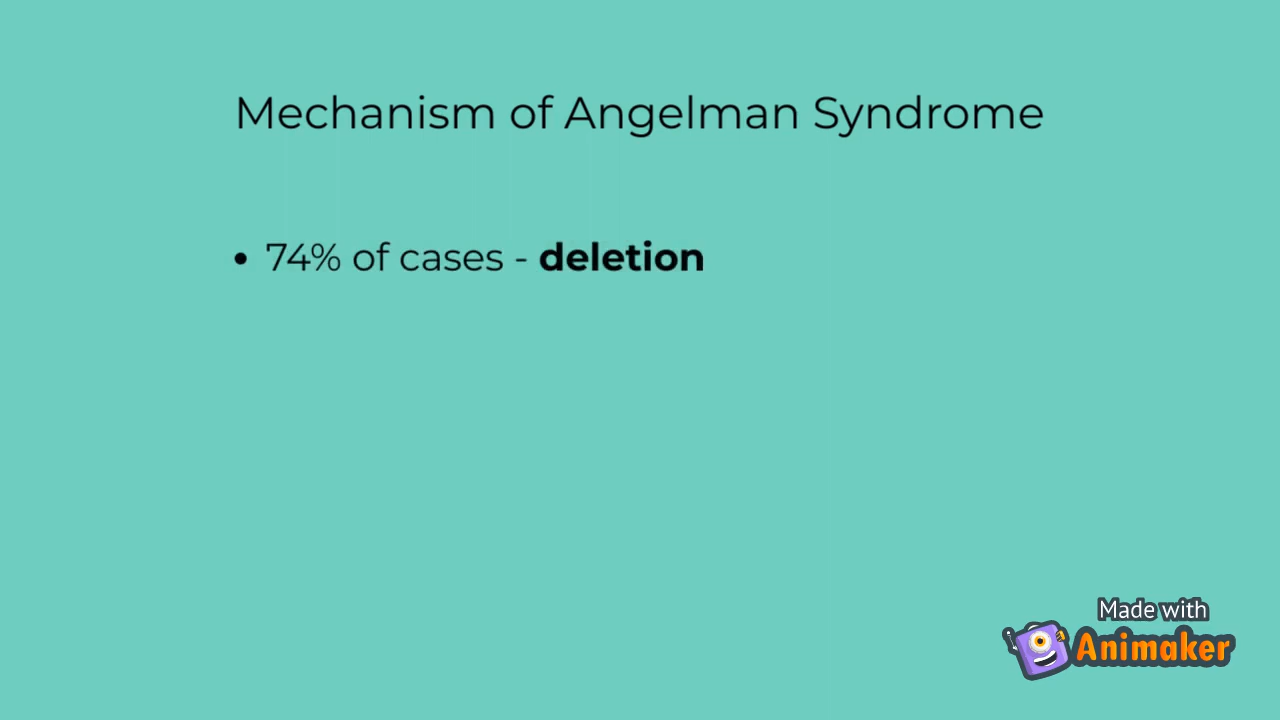 Mechanism of Angelman Syndrome
• 74% of cases - deletion
Made with
Animaker